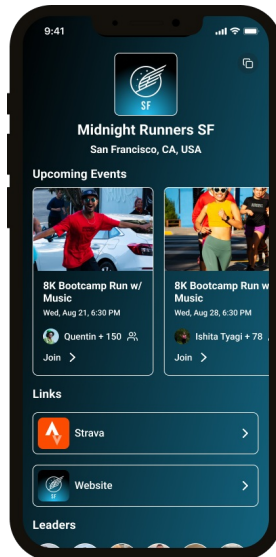 9:41
SF
Midnight Runners SF
San Francisco, CA, USA
Upcoming Events
8K Bootcamp Run w/
Music
Wed, Aug 21, 6:30 PM
Quentin + 150
Join >
8K Bootcamp Run w
Music
Wed, Aug 28, 6:30 PM
Ishita Tyagi + 78
Join >
Links
Strava
SF
Website
Leaders